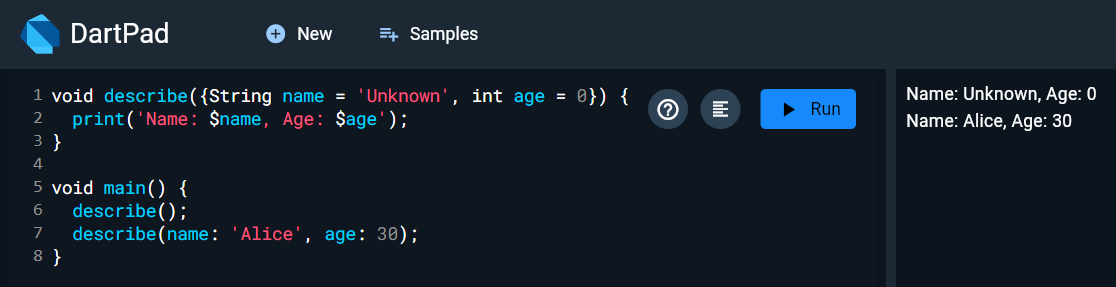 DartPad
New
Samples
1 void describe({String name = 'Unknown', int age = 0}) {
2   print('Name: $name, Age: $age');
3 }
4
5 void main() {
6   describe();
7   describe(name: 'Alice', age: 30);
8 }
Run
Name: Unknown, Age: 0
Name: Alice, Age: 30